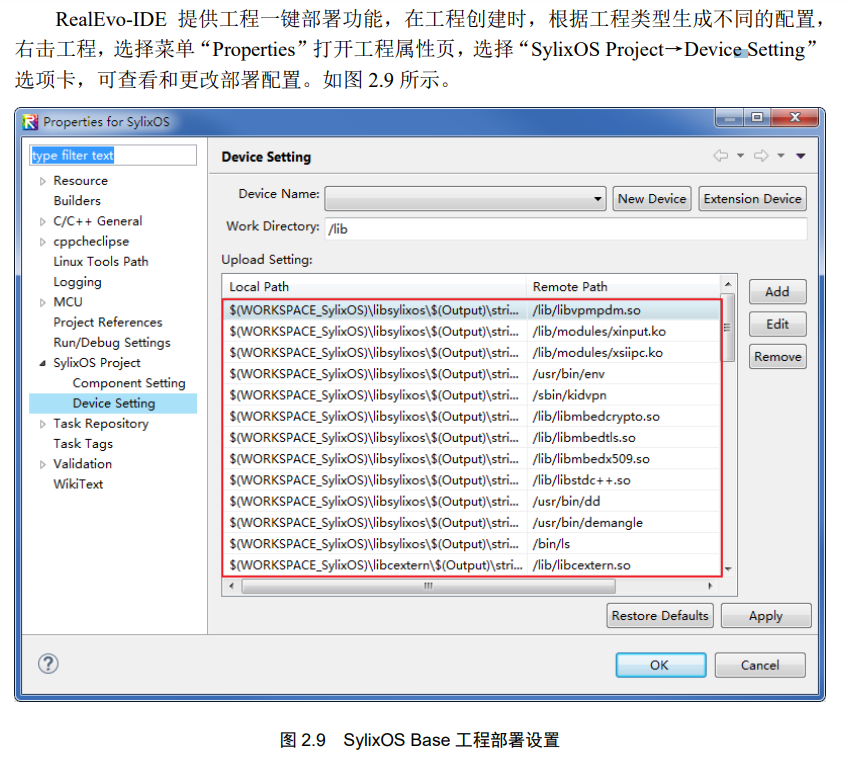 RealEvo-IDE 提供工程一键部署功能，在工程创建时，根据工程类型生成不同的配置，
右击工程，选择菜单“Properties”打开工程属性页，选择“SylixOS Project→Device Setting”
选项卡，可查看和更改部署配置。如图 2.9 所示。
Properties for SylixOS
type filter text
Resource
Builders
C/C++ General
cppcheclipse
Linux Tools Path
Logging
MCU
Project References
Run/Debug Settings
SylixOS Project
Component Setting
Device Setting
Task Repository
Task Tags
Validation
WikiText
Device Setting
Device Name: New Device Extension Device
Work Directory: /lib
Upload Setting:
Local Path Remote Path
$(WORKSPACE_SylixOS)\libsylixos\$(Output)\stri... /lib/libvpmpdm.so
$(WORKSPACE_SylixOS)\libsylixos\$(Output)\stri... /lib/modules/xinput.ko
$(WORKSPACE_SylixOS)\libsylixos\$(Output)\stri... /lib/modules/xsiipc.ko
$(WORKSPACE_SylixOS)\libsylixos\$(Output)\stri... /usr/bin/env
$(WORKSPACE_SylixOS)\libsylixos\$(Output)\stri... /sbin/kidvpn
$(WORKSPACE_SylixOS)\libsylixos\$(Output)\stri... /lib/libmbedcrypto.so
$(WORKSPACE_SylixOS)\libsylixos\$(Output)\stri... /lib/libmbedtls.so
$(WORKSPACE_SylixOS)\libsylixos\$(Output)\stri... /lib/libmbedx509.so
$(WORKSPACE_SylixOS)\libsylixos\$(Output)\stri... /lib/libstdc++.so
$(WORKSPACE_SylixOS)\libsylixos\$(Output)\stri... /usr/bin/dd
$(WORKSPACE_SylixOS)\libsylixos\$(Output)\stri... /usr/bin/demangle
$(WORKSPACE_SylixOS)\libsylixos\$(Output)\stri... /bin/ls
$(WORKSPACE_SylixOS)\libcextern\$(Output)\stri... /lib/libcextern.so
Add
Edit
Remove
Restore Defaults Apply
OK Cancel
图 2.9 SylixOS Base 工程部署设置